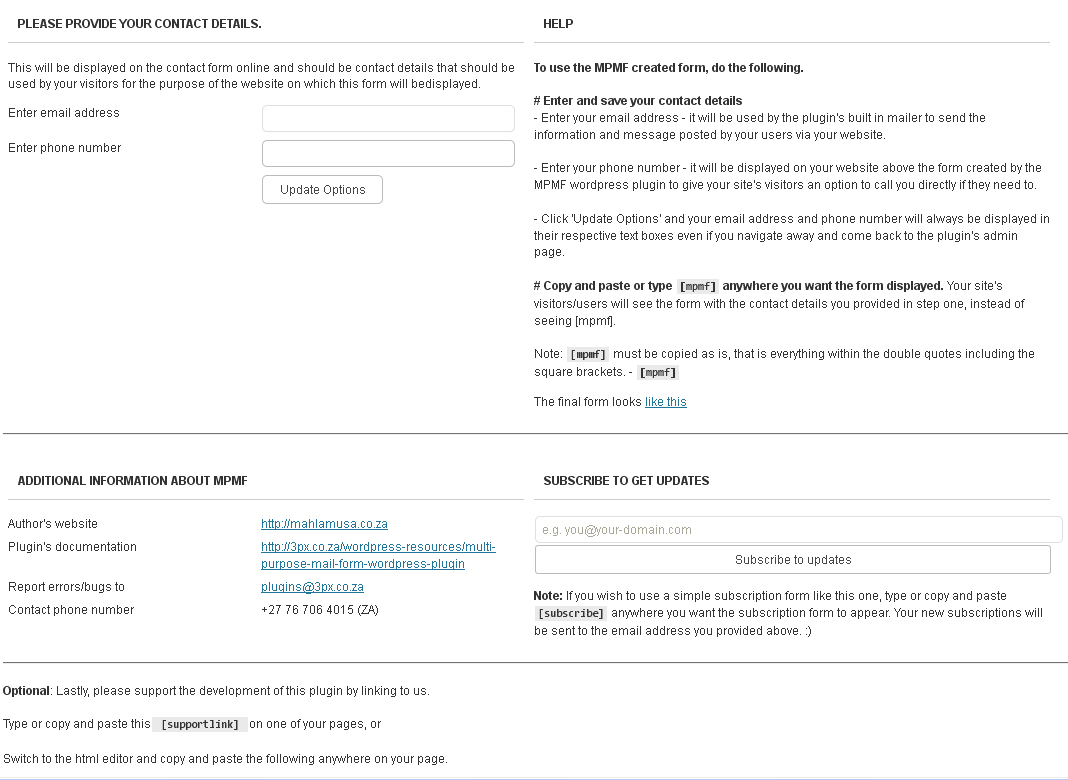 PLEASE PROVIDE YOUR CONTACT DETAILS.
This will be displayed on the contact form online and should be contact details that should be
used by your visitors for the purpose of the website on which this form will bedisplayed.
Enter email address
Enter phone number
Update Options
HELP
To use the MPMF created form, do the following.
# Enter and save your contact details
- Enter your email address - it will be used by the plugin's built in mailer to send the
information and message posted by your users via your website.
- Enter your phone number - it will be displayed on your website above the form created by the
MPMF wordpress plugin to give your site's visitors an option to call you directly if they need to.
- Click 'Update Options' and your email address and phone number will always be displayed in
their respective text boxes even if you navigate away and come back to the plugin's admin
page.
# Copy and paste or type [mpmf] anywhere you want the form displayed. Your site's
visitors/users will see the form with the contact details you provided in step one, instead of
seeing [mpmf].
Note: [mpmf] must be copied as is, that is everything within the double quotes including the
square brackets. - [mpmf]
The final form looks like this
ADDITIONAL INFORMATION ABOUT MPMF
Author's website http://mahlamusa.co.za
Plugin's documentation http://3px.co.za/wordpress-resources/multi-
purpose-mail-form-wordpress-plugin
Report errors/bugs to plugins@3px.co.za
Contact phone number +27 76 706 4015 (ZA)
SUBSCRIBE TO GET UPDATES
e.g. you@your-domain.com
Subscribe to updates
Note: If you wish to use a simple subscription form like this one, type or copy and paste
[subscribe] anywhere you want the subscription form to appear. Your new subscriptions will
be sent to the email address you provided above. :)
Optional: Lastly, please support the development of this plugin by linking to us.
Type or copy and paste this [supportlink] on one of your pages, or
Switch to the html editor and copy and paste the following anywhere on your page.